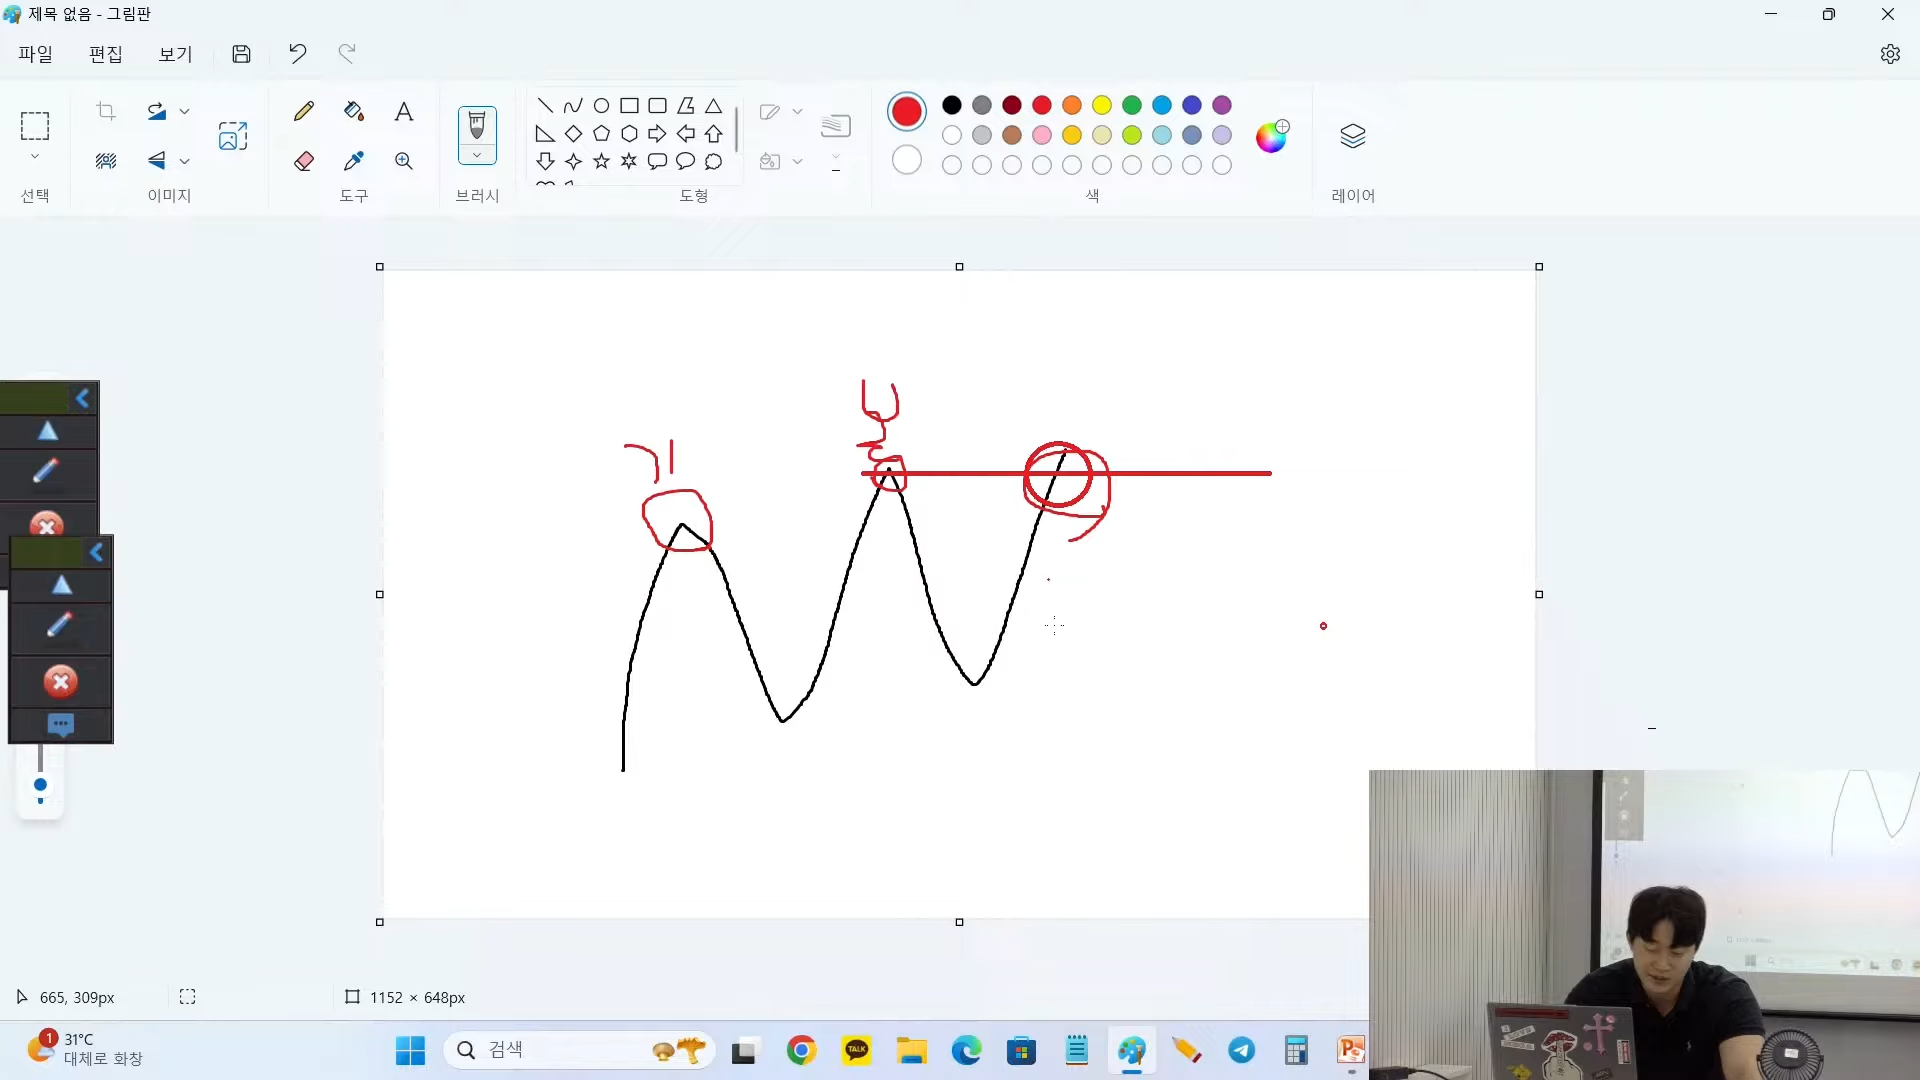 제목 없음 - 그림판
파일 편집 보기
선택 이미지 도구 브러시 도형 색 레이어
665, 309px 1152 × 648px
1
31°C
대체로 화창
검색
TALK